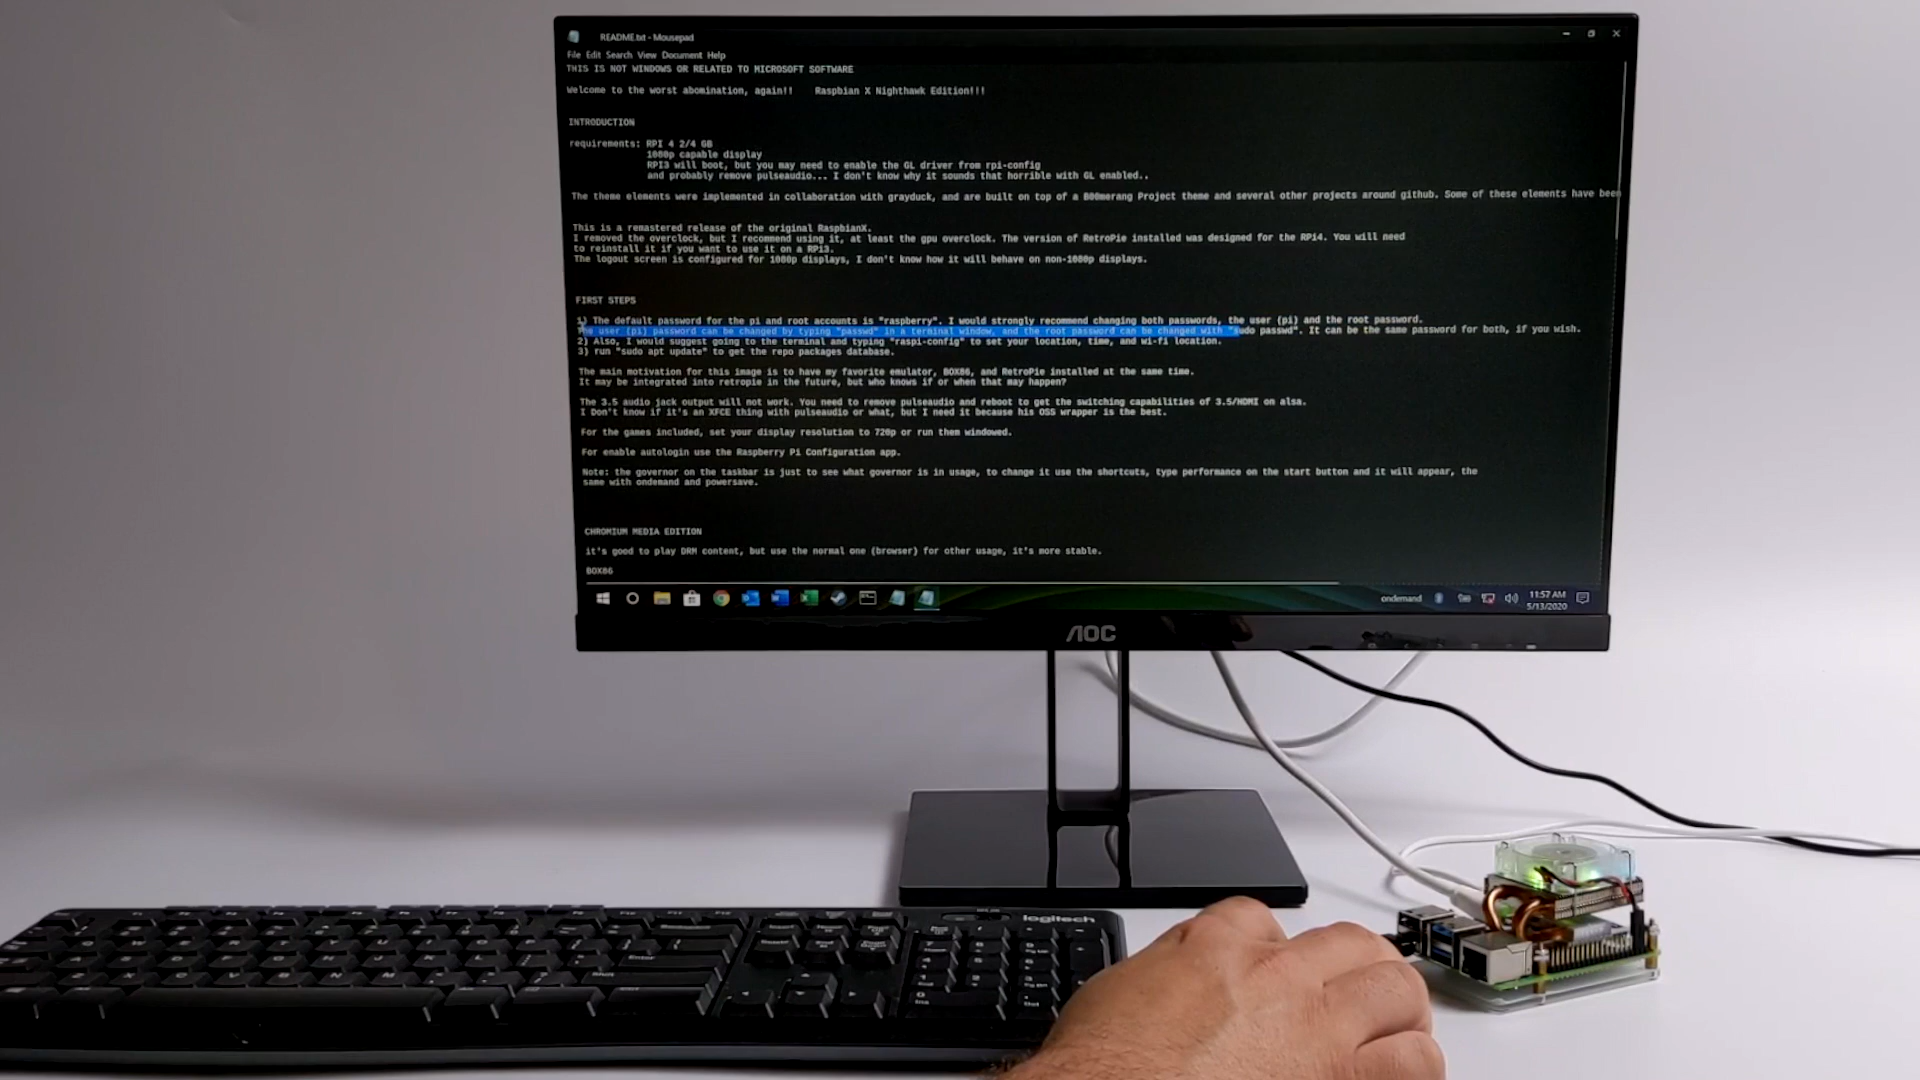 README.txt - Mousepad
File Edit Search View Document Help
THIS IS NOT WINDOWS OR RELATED TO MICROSOFT SOFTWARE
Welcome to the worst abomination, again!! Raspbian X Nighthawk Edition!!!
INTRODUCTION
requirements: RPI 4 2/4 GB
1080p capable display
RPI3 will boot, but you may need to enable the GL driver from rpi-config
and probably remove pulseaudio... I don't know why it sounds that horrible with GL enabled..
The theme elements were implemented in collaboration with grayduck, and are built on top of a B00merang Project theme and several other projects around github. Some of these elements have been
This is a remastered release of the original RaspbianX.
I removed the overclock, but I recommend using it, at least the gpu overclock. The version of RetroPie installed was designed for the RPi4. You will need
to reinstall it if you want to use it on a RPi3.
The logout screen is configured for 1080p displays, I don't know how it will behave on non-1080p displays.
FIRST STEPS
1) The default password for the pi and root accounts is "raspberry". I would strongly recommend changing both passwords, the user (pi) and the root password.
The user (pi) password can be changed by typing "passwd" in a terminal window, and the root password can be changed with "sudo passwd". It can be the same password for both, if you wish.
2) Also, I would suggest going to the terminal and typing "raspi-config" to set your location, time, and wi-fi location.
3) run "sudo apt update" to get the repo packages database.
The main motivation for this image is to have my favorite emulator, BOX86, and RetroPie installed at the same time.
It may be integrated into retropie in the future, but who knows if or when that may happen?
The 3.5 audio jack output will not work. You need to remove pulseaudio and reboot to get the switching capabilities of 3.5/HDMI on alsa.
I Don't know if it's an XFCE thing with pulseaudio or what, but I need it because his OSS wrapper is the best.
For the games included, set your display resolution to 720p or run them windowed.
For enable autologin use the Raspberry Pi Configuration app.
Note: the governor on the taskbar is just to see what governor is in usage, to change it use the shortcuts, type performance on the start button and it will appear, the
same with ondemand and powersave.
CHROMIUM MEDIA EDITION
it's good to play DRM content, but use the normal one (browser) for other usage, it's more stable.
BOX86
ondemand
11:57 AM
5/13/2020
AOC
logitech